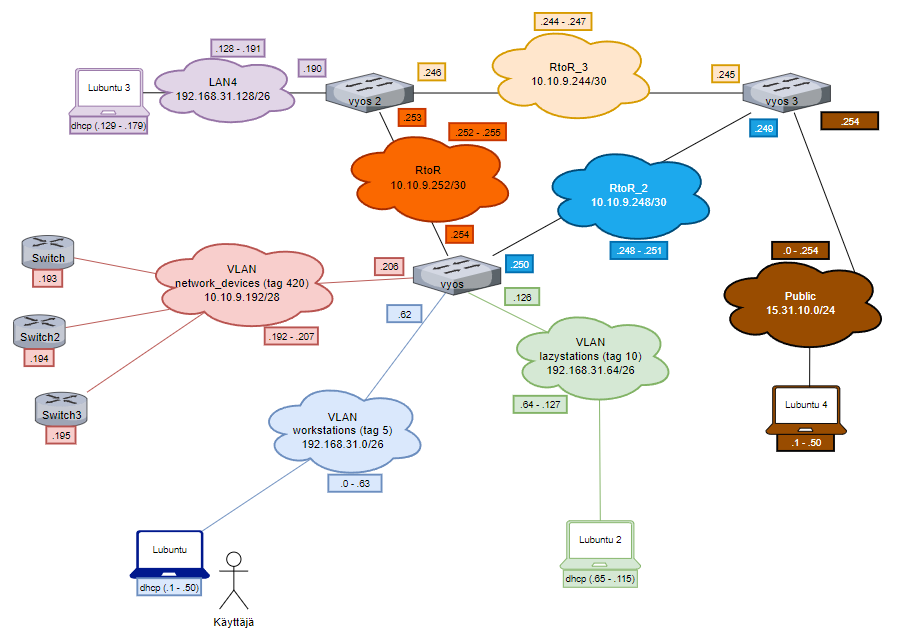 .244 - .247
RtoR_3
10.10.9.244/30
.128 - .191
.190
.246
.245
LAN4
192.168.31.128/26
Lubuntu 3
dhcp (.129 - .179)
vyos 2
vyos 3
.253
.252 - .255
.249
.254
RtoR
10.10.9.252/30
RtoR_2
10.10.9.248/30
.254
.248 - .251
.0 - .254
Switch
.193
VLAN
network_devices (tag 420)
10.10.9.192/28
.206
vyos
.250
.126
Public
15.31.10.0/24
Switch2
.194
.192 - .207
.62
VLAN
lazystations (tag 10)
192.168.31.64/26
.64 - .127
Switch3
.195
VLAN
workstations (tag 5)
192.168.31.0/26
.0 - .63
Lubuntu 4
.1 - .50
Lubuntu
dhcp (.1 - .50)
Käyttäjä
Lubuntu 2
dhcp (.65 - .115)